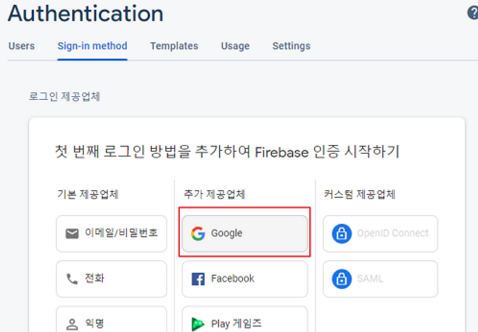 Authentication
Users Sign-in method Templates Usage Settings
로그인 제공업체
첫 번째 로그인 방법을 추가하여 Firebase 인증 시작하기
기본 제공업체 추가 제공업체 커스텀 제공업체
이메일/비밀번호 Google OpenID Connect
전화 Facebook SAML
익명 Play 게임즈